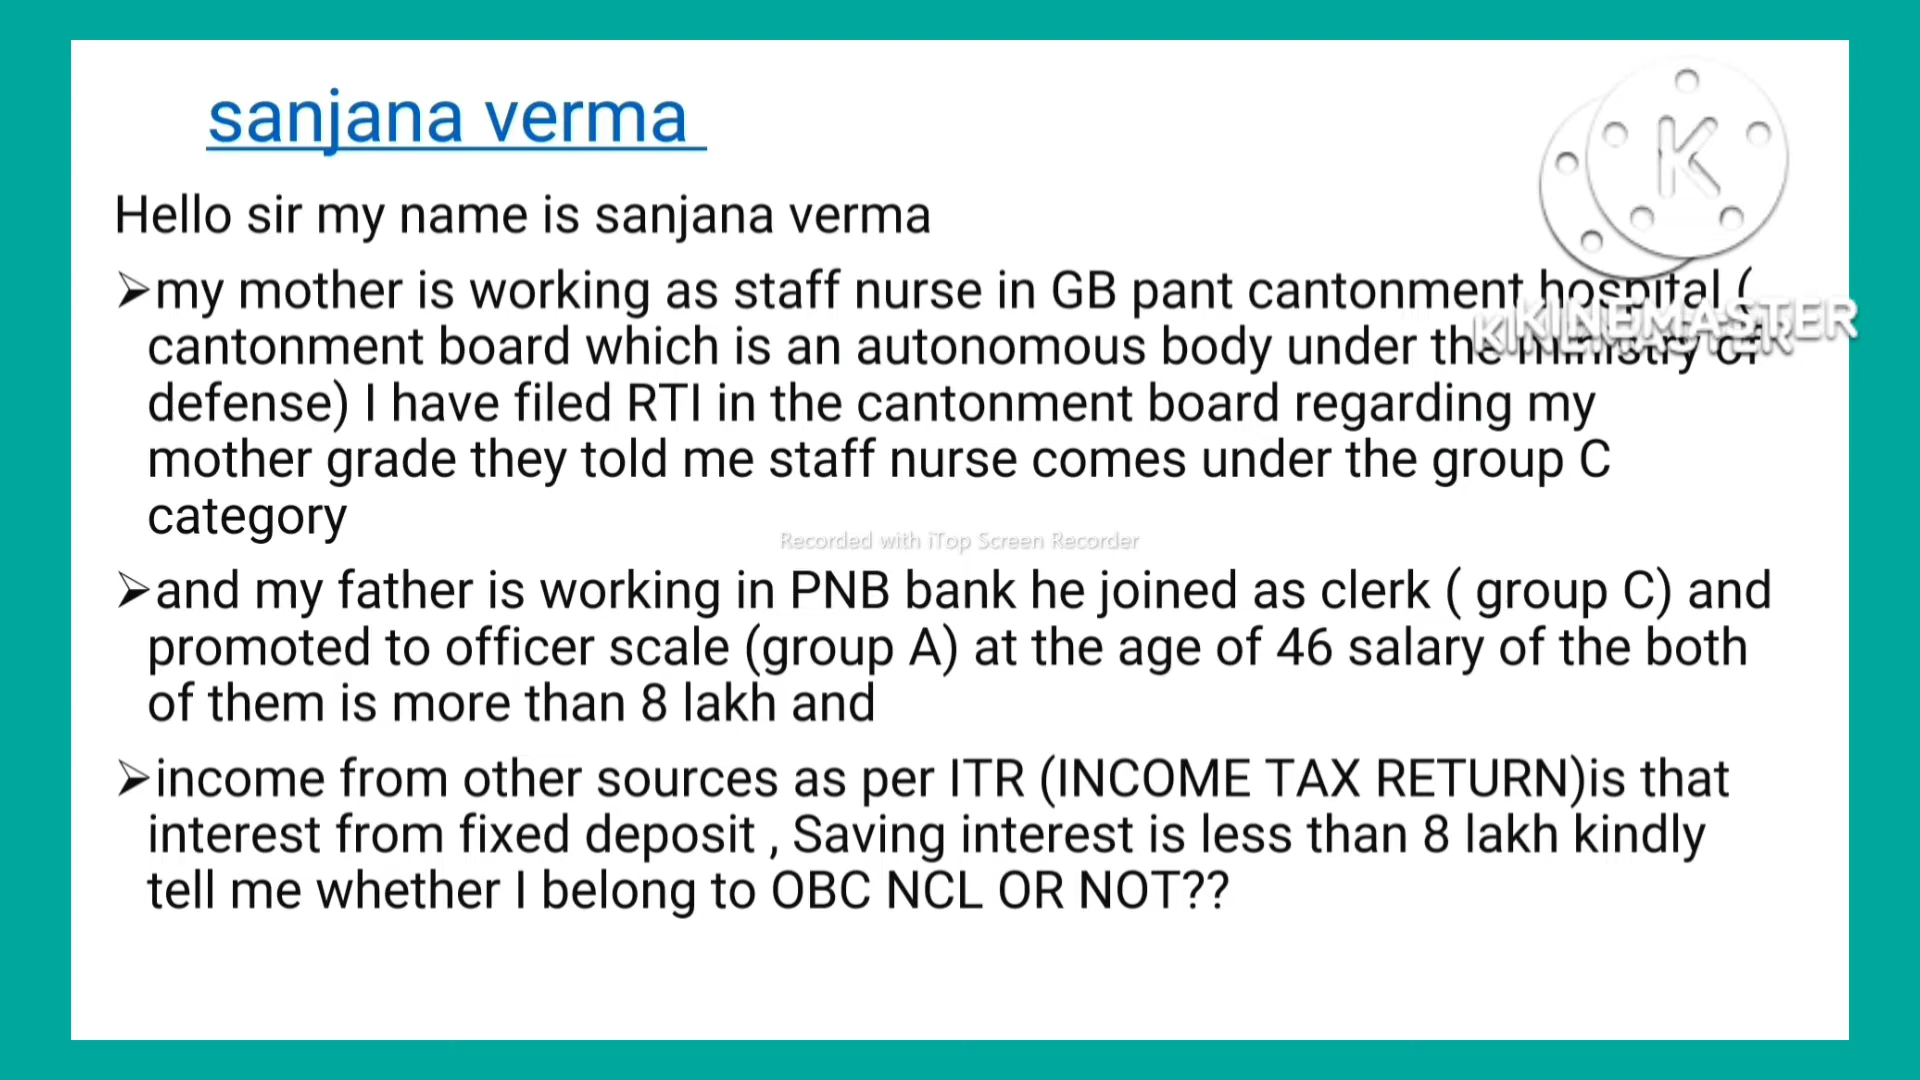 sanjana verma
Hello sir my name is sanjana verma
➢my mother is working as staff nurse in GB pant cantonment hospital (
cantonment board which is an autonomous body under the ministry of
defense) I have filed RTI in the cantonment board regarding my
mother grade they told me staff nurse comes under the group C
category
➢and my father is working in PNB bank he joined as clerk ( group C) and
promoted to officer scale (group A) at the age of 46 salary of the both
of them is more than 8 lakh and
➢income from other sources as per ITR (INCOME TAX RETURN)is that
interest from fixed deposit , Saving interest is less than 8 lakh kindly
tell me whether I belong to OBC NCL OR NOT??
K
KINEMASTER
Recorded with iTop Screen Recorder